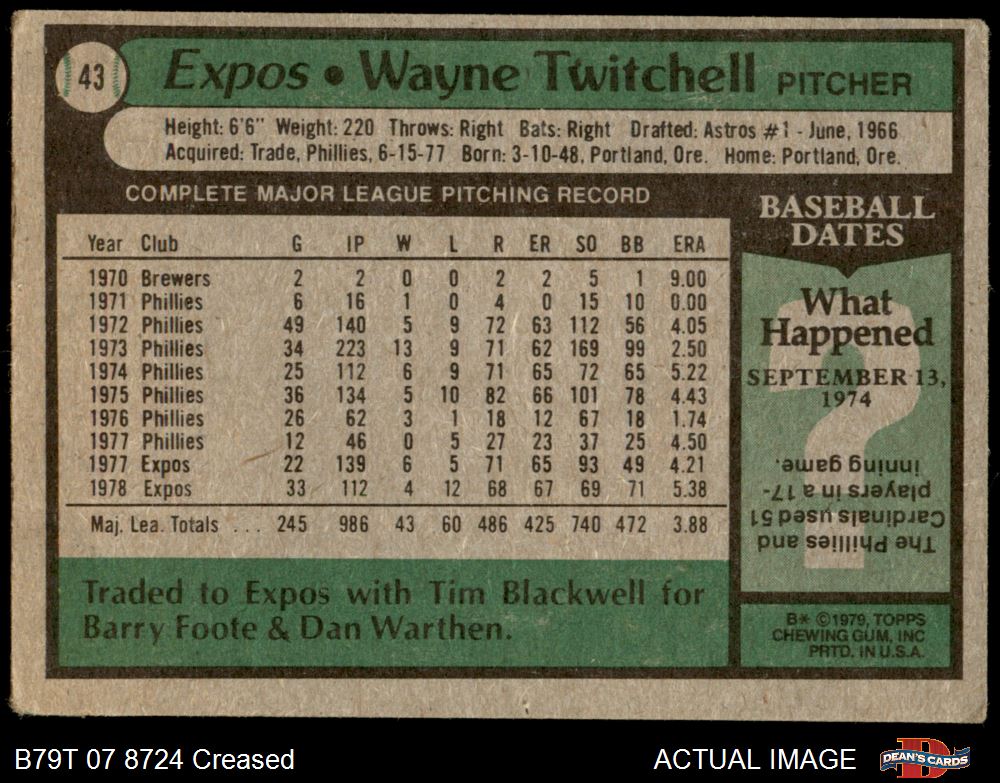 43 Expos • Wayne Twitchell PITCHER
Height: 6'6" Weight: 220 Throws: Right Bats: Right Drafted: Astros #1 - June, 1966
Acquired: Trade, Phillies, 6-15-77 Born: 3-10-48, Portland, Ore. Home: Portland, Ore.
COMPLETE MAJOR LEAGUE PITCHING RECORD
Year Club G IP W L R ER SO BB ERA
1970 Brewers 2 2 0 0 2 2 5 1 9.00
1971 Phillies 6 16 1 0 4 0 15 10 0.00
1972 Phillies 49 140 5 9 72 63 112 56 4.05
1973 Phillies 34 223 13 9 71 62 169 99 2.50
1974 Phillies 25 112 6 9 71 65 72 65 5.22
1975 Phillies 36 134 5 10 82 66 101 78 4.43
1976 Phillies 26 62 3 1 18 12 67 18 1.74
1977 Phillies 12 46 0 5 27 23 37 25 4.50
1977 Expos 22 139 6 5 71 65 93 49 4.21
1978 Expos 33 112 4 12 68 67 69 71 5.38
Maj. Lea. Totals ... 245 986 43 60 486 425 740 472 3.88
Traded to Expos with Tim Blackwell for
Barry Foote & Dan Warthen.
BASEBALL
DATES
What
Happened
SEPTEMBER 13,
1974
?
The Phillies and
Cardinals used 51
players in a 17-
inning game.
B* ©1979, TOPPS
CHEWING GUM, INC
PRTD. IN U.S.A.
B79T 07 8724 Creased
ACTUAL IMAGE
D
DEAN'S CARDS